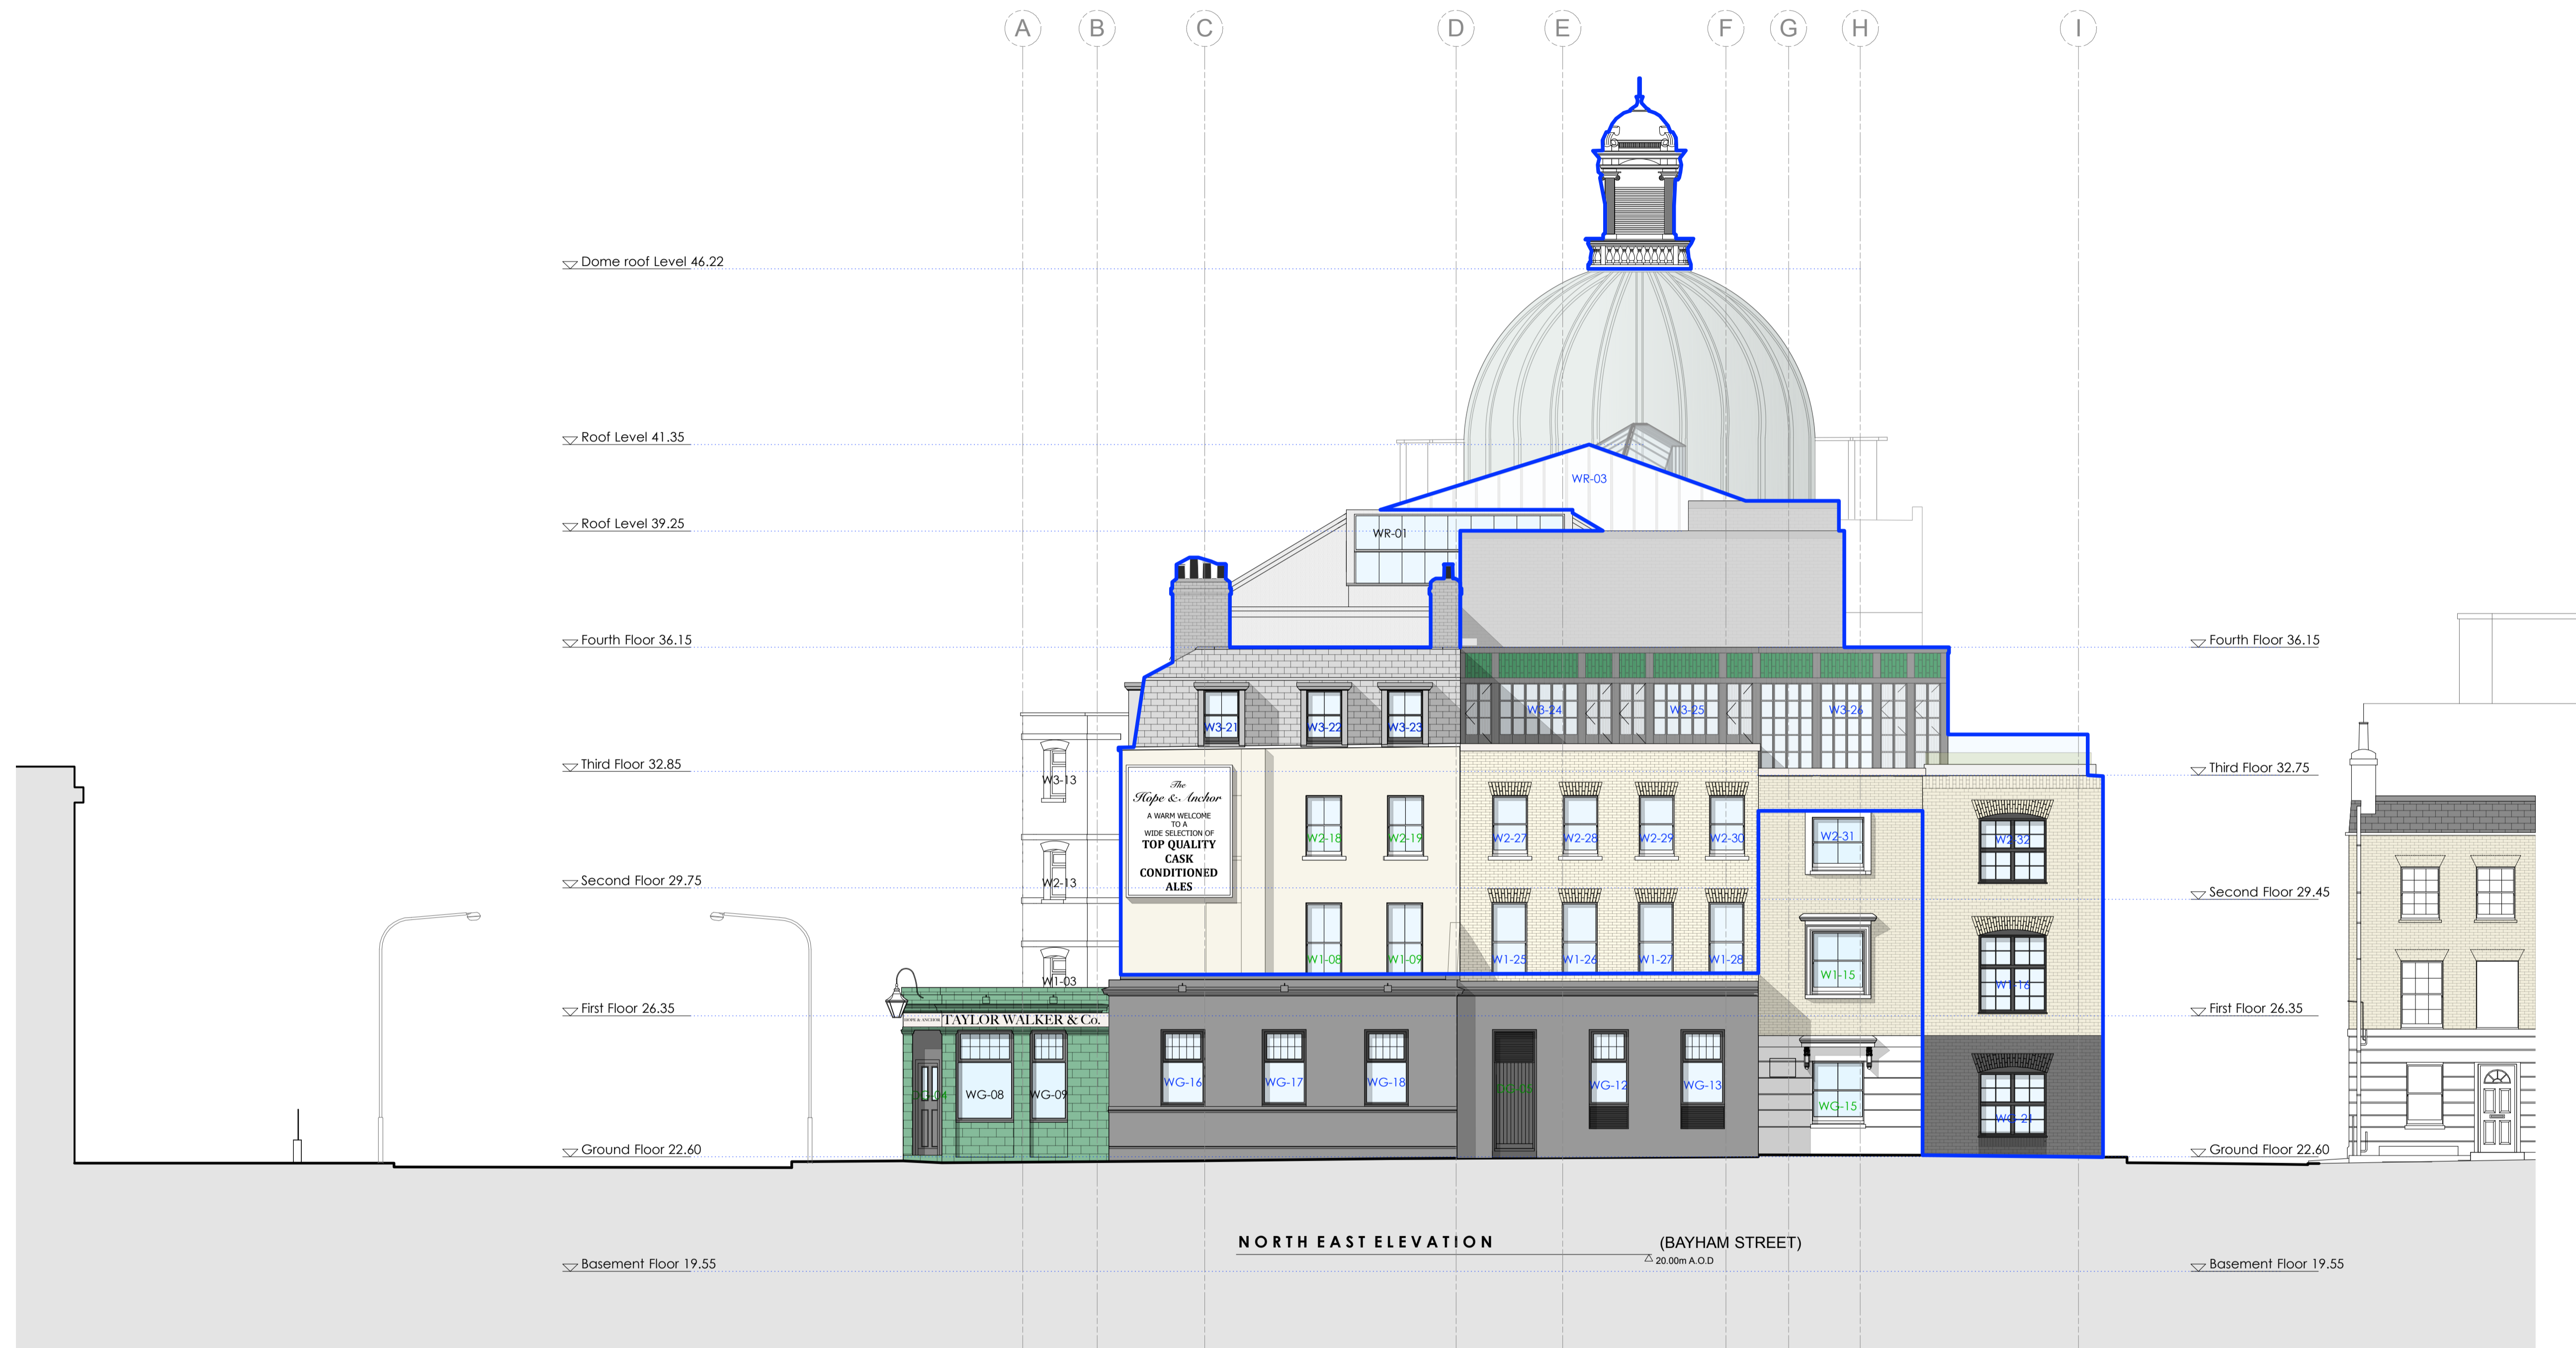 A B C D E F G H I
Dome roof Level 46.22
Roof Level 41.35
WR-03
Roof Level 39.25
WR-01
Fourth Floor 36.15
Fourth Floor 36.15
W3-21 W3-22 W3-23 W3-24 W3-25 W3-26
Third Floor 32.85
W3-13
Third Floor 32.75
The
Hope & Anchor
A WARM WELCOME
TO A
WIDE SELECTION OF
TOP QUALITY
CASK
CONDITIONED
ALES
W2-18 W2-19 W2-27 W2-28 W2-29 W2-30 W2-31 W2-32
Second Floor 29.75
W2-13
Second Floor 29.45
W1-08 W1-09 W1-25 W1-26 W1-27 W1-28 W1-15 W1-16
W1-03
First Floor 26.35
HOPE & ANCHOR
TAYLOR WALKER & Co.
First Floor 26.35
DG-04 WG-08 WG-09 WG-16 WG-17 WG-18 WG-12 WG-13 WG-15 WG-21
Ground Floor 22.60
Ground Floor 22.60
NORTH EAST ELEVATION (BAYHAM STREET)
20.00m A.O.D
Basement Floor 19.55
Basement Floor 19.55